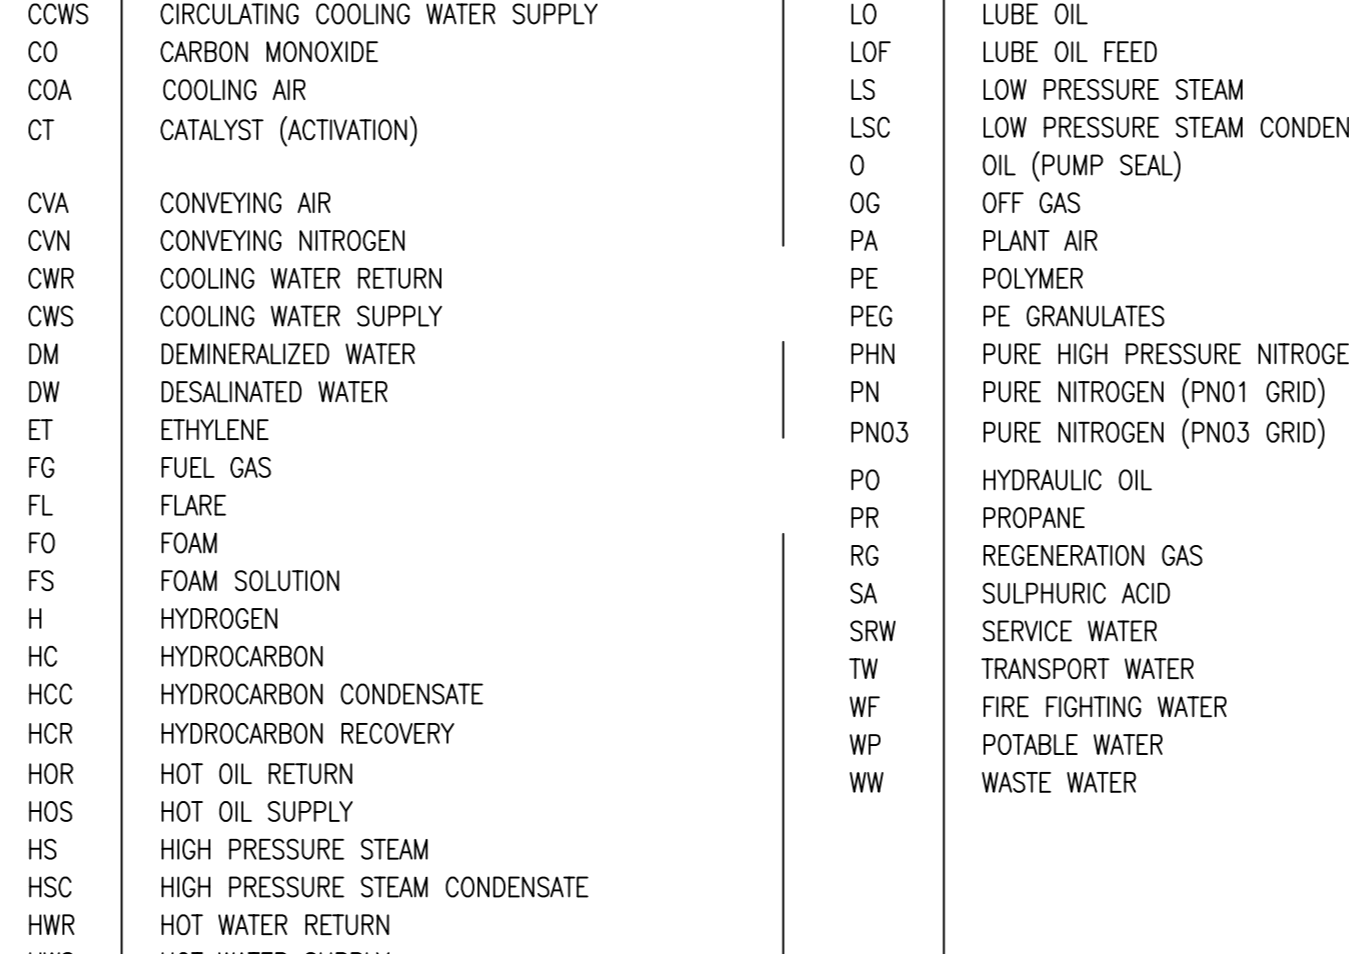 CCWS CIRCULATING COOLING WATER SUPPLY
CO CARBON MONOXIDE
COA COOLING AIR
CT CATALYST (ACTIVATION)
CVA CONVEYING AIR
CVN CONVEYING NITROGEN
CWR COOLING WATER RETURN
CWS COOLING WATER SUPPLY
DM DEMINERALIZED WATER
DW DESALINATED WATER
ET ETHYLENE
FG FUEL GAS
FL FLARE
FO FOAM
FS FOAM SOLUTION
H HYDROGEN
HC HYDROCARBON
HCC HYDROCARBON CONDENSATE
HCR HYDROCARBON RECOVERY
HOR HOT OIL RETURN
HOS HOT OIL SUPPLY
HS HIGH PRESSURE STEAM
HSC HIGH PRESSURE STEAM CONDENSATE
HWR HOT WATER RETURN
HWS HOT WATER SUPPLY
LO LUBE OIL
LOF LUBE OIL FEED
LS LOW PRESSURE STEAM
LSC LOW PRESSURE STEAM CONDEN
O OIL (PUMP SEAL)
OG OFF GAS
PA PLANT AIR
PE POLYMER
PEG PE GRANULATES
PHN PURE HIGH PRESSURE NITROGE
PN PURE NITROGEN (PN01 GRID)
PN03 PURE NITROGEN (PN03 GRID)
PO HYDRAULIC OIL
PR PROPANE
RG REGENERATION GAS
SA SULPHURIC ACID
SRW SERVICE WATER
TW TRANSPORT WATER
WF FIRE FIGHTING WATER
WP POTABLE WATER
WW WASTE WATER